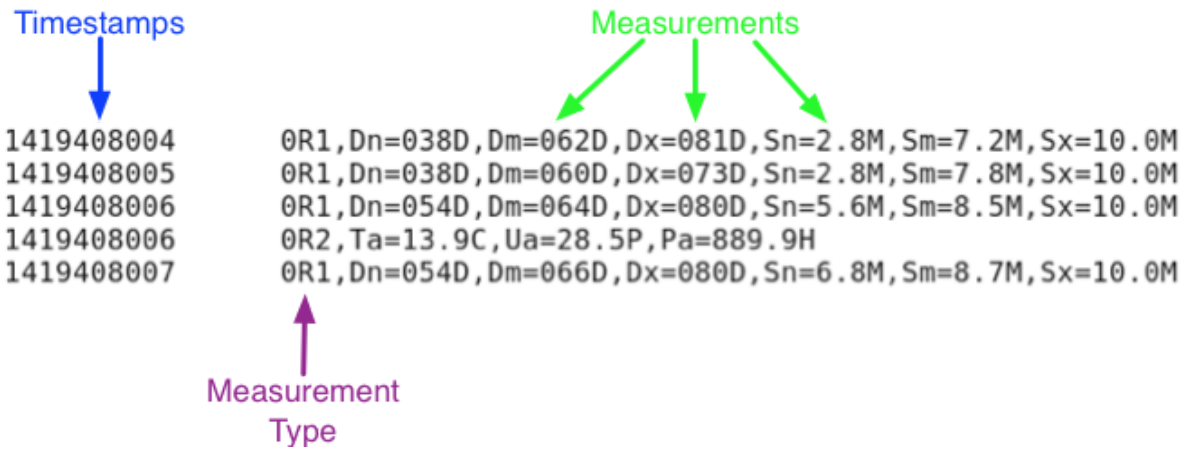 Timestamps
Measurements
1419408004 0R1,Dn=038D,Dm=062D,Dx=081D,Sn=2.8M,Sm=7.2M,Sx=10.0M
1419408005 0R1,Dn=038D,Dm=060D,Dx=073D,Sn=2.8M,Sm=7.8M,Sx=10.0M
1419408006 0R1,Dn=054D,Dm=064D,Dx=080D,Sn=5.6M,Sm=8.5M,Sx=10.0M
1419408006 0R2,Ta=13.9C,Ua=28.5P,Pa=889.9H
1419408007 0R1,Dn=054D,Dm=066D,Dx=080D,Sn=6.8M,Sm=8.7M,Sx=10.0M
Measurement
Type